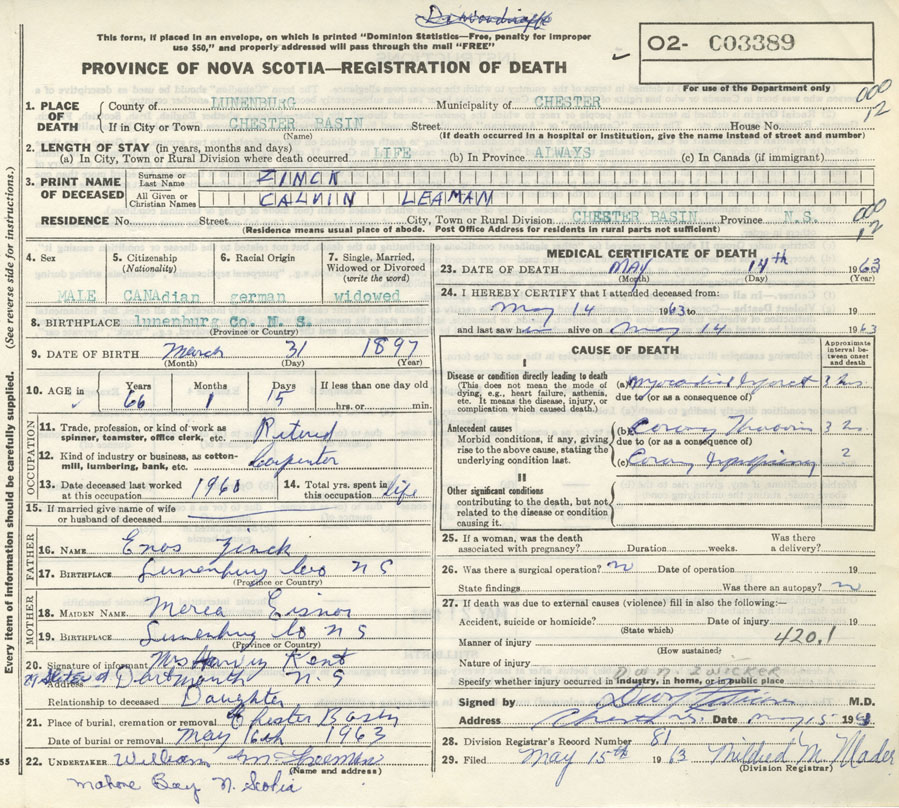 This form, if placed in an envelope, on which is printed "Dominion Statistics—Free, penalty for improper
use $50," and properly addressed will pass through the mail "FREE"
PROVINCE OF NOVA SCOTIA—REGISTRATION OF DEATH
O2- C03389
For use of the Department only
000
12
1. PLACE OF DEATH County of LUNENBURG Municipality of CHESTER
If in City or Town CHESTER BASIN Street House No.
(Name) (If death occurred in a hospital or institution, give the name instead of street and number)
2. LENGTH OF STAY (in years, months and days)
(a) In City, Town or Rural Division where death occurred LIFE (b) In Province ALWAYS (c) In Canada (if immigrant)
3. PRINT NAME OF DECEASED Surname or Last Name ZINCK
All Given or Christian Names CALVIN LEAMAN
RESIDENCE No. Street City, Town or Rural Division CHESTER BASIN Province N.S.
(Residence means usual place of abode. Post Office Address for residents in rural parts not sufficient)
000
12
(See reverse side for instructions.)
Every item of information should be carefully supplied.
55
4. Sex 5. Citizenship (Nationality) 6. Racial Origin 7. Single, Married, Widowed or Divorced (write the word)
MALE CANAdian german widowed
8. BIRTHPLACE lunenburg Co. N. S.
(Province or Country)
9. DATE OF BIRTH March 31 1897
(Month) (Day) (Year)
10. AGE in Years Months Days If less than one day old
66 1 15 hrs. or min.
OCCUPATION
11. Trade, profession, or kind of work as spinner, teamster, office clerk, etc. Retired
12. Kind of industry or business, as cotton-mill, lumbering, bank, etc. Carpentor
13. Date deceased last worked at this occupation 1960 14. Total yrs. spent in this occupation life
15. If married give name of wife or husband of deceased
FATHER
16. NAME Enos Zinck
17. BIRTHPLACE Lunenburg Co N S
(Province or Country)
MOTHER
18. MAIDEN NAME Eisnor
19. BIRTHPLACE Lunenburg Co N S
(Province or Country)
20. Signature of informant Mrs Harvey Kent
Address Dartmouth N. S
Relationship to deceased Daughter
21. Place of burial, cremation or removal Chester Basin
Date of burial or removal May 16th 1963
22. UNDERTAKER William M
(Name and address)
Mahone Bay N. Scotia
MEDICAL CERTIFICATE OF DEATH
23. DATE OF DEATH MAY 14th 1963
(Month) (Day) (Year)
24. I HEREBY CERTIFY that I attended deceased from:
May 14 1963 to 19
and last saw him alive on May 14 1963
CAUSE OF DEATH
Approximate interval between onset and death
I
Disease or condition directly leading to death
(This does not mean the mode of dying, e.g., heart failure, asthenia, etc. It means the disease, injury, or complication which caused death.)
(a) Myocardial Infarct 3 hrs.
due to (or as a consequence of)
Antecedent causes
Morbid conditions, if any, giving rise to the above cause, stating the underlying condition last.
(b) Coronary 3 hrs
due to (or as a consequence of)
(c) Coronary ?
II
Other significant conditions
contributing to the death, but not related to the disease or condition causing it.
25. If a woman, was the death associated with pregnancy? Duration weeks. Was there a delivery?
26. Was there a surgical operation? no Date of operation 19
State findings Was there an autopsy? no
27. If death was due to external causes (violence) fill in also the following:—
Accident, suicide or homicide? Date of injury 19
(State which)
Manner of injury 420.1
(How sustained)
Nature of injury
Specify whether injury occurred in industry, in home, or in public place
ZWICKER
Signed by M.D.
Address Chester N.S. Date May 15 1963
28. Division Registrar's Record Number 81
29. Filed May 15th 1963 Mildred M. Mader
(Division Registrar)